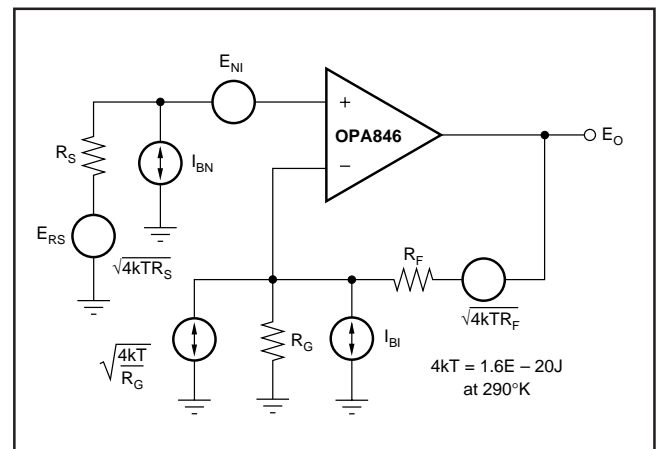 E_NI
+
OPA846
E_O
−
R_S
I_BN
E_RS
√4kTR_S
R_F
√4kTR_F
√4kT/R_G
R_G
I_BI
4kT = 1.6E – 20J
at 290°K